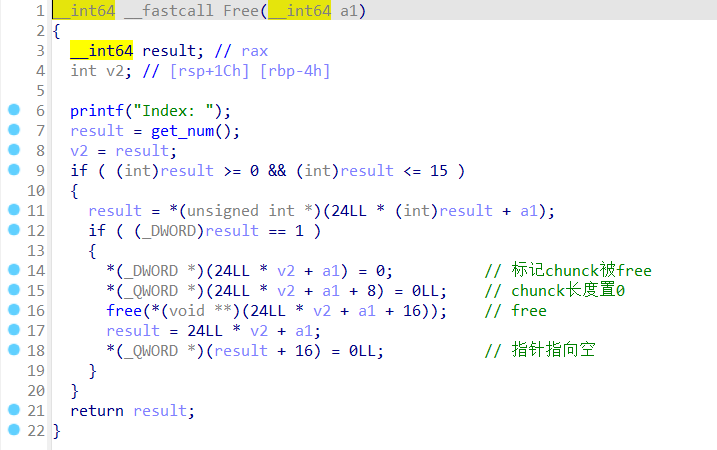 1 __int64 __fastcall Free(__int64 a1)
2 {
3 __int64 result; // rax
4 int v2; // [rsp+1Ch] [rbp-4h]
5
6 printf("Index: ");
7 result = get_num();
8 v2 = result;
9 if ( (int)result >= 0 && (int)result <= 15 )
10 {
11 result = *(unsigned int *)(24LL * (int)result + a1);
12 if ( (_DWORD)result == 1 )
13 {
14 *(_DWORD *)(24LL * v2 + a1) = 0; // 标记chunck被free
15 *(_QWORD *)(24LL * v2 + a1 + 8) = 0LL; // chunck长度置0
16 free(*(void **)(24LL * v2 + a1 + 16)); // free
17 result = 24LL * v2 + a1;
18 *(_QWORD *)(result + 16) = 0LL; // 指针指向空
19 }
20 }
21 return result;
22 }